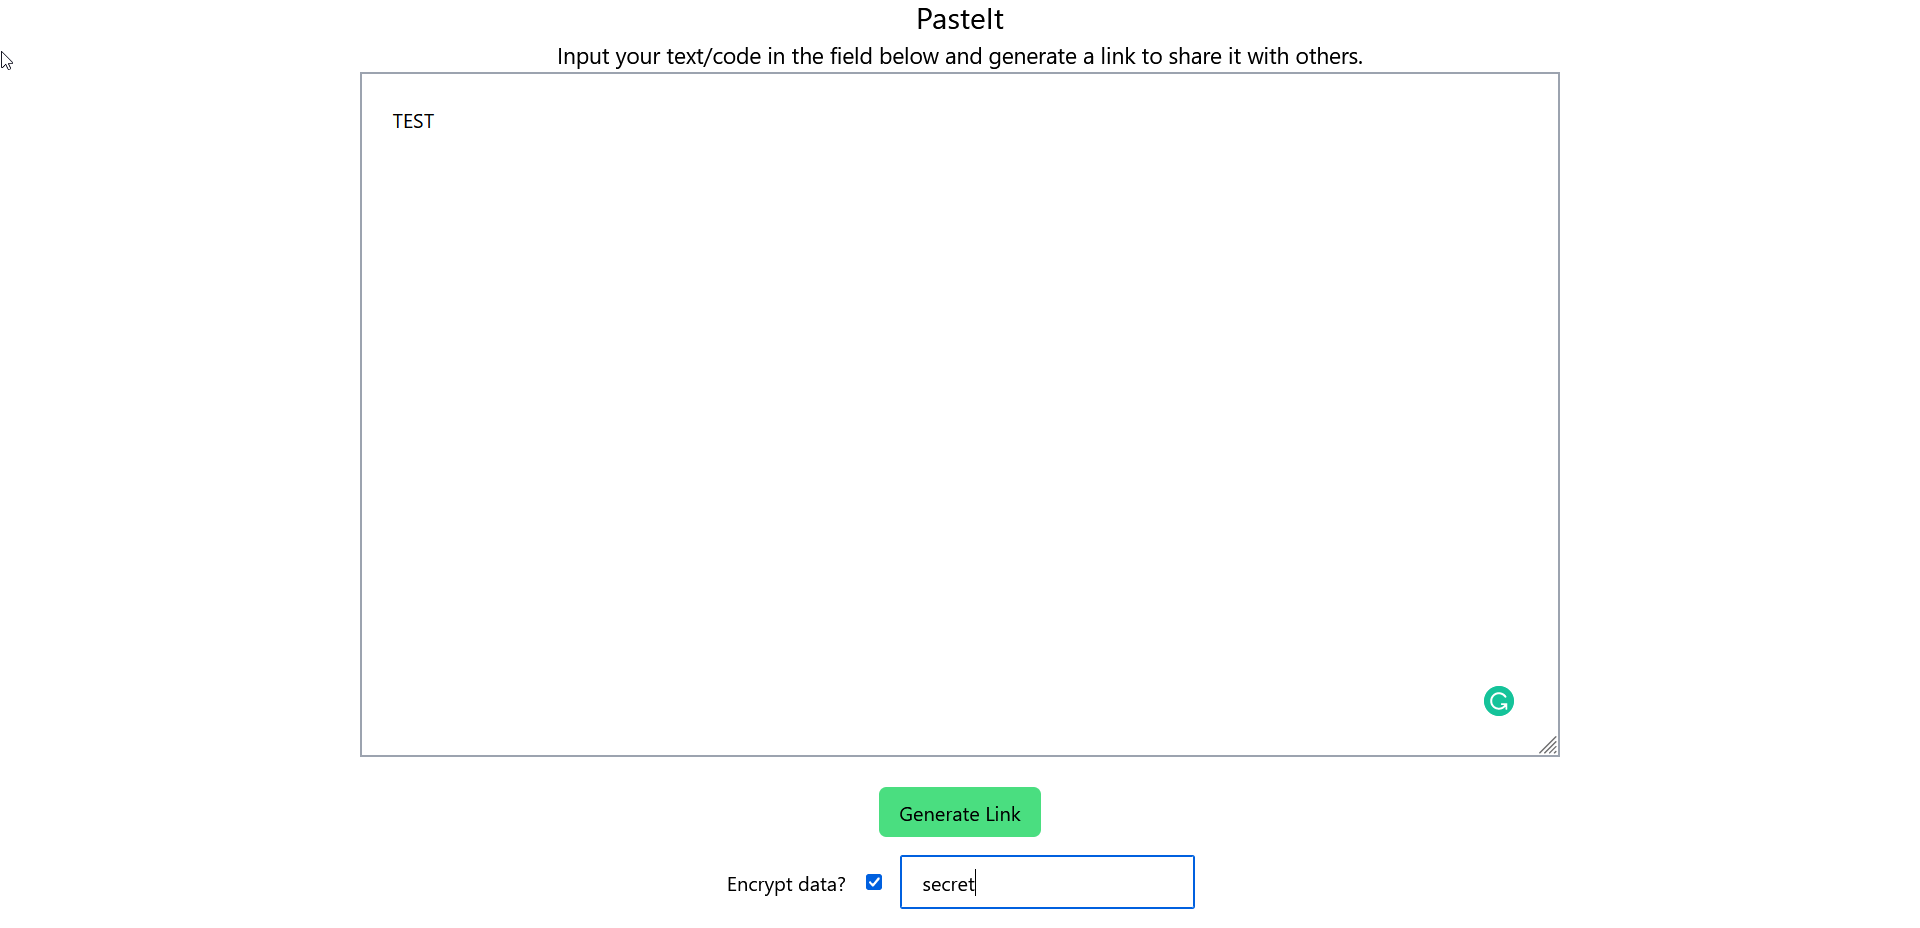 PasteIt
Input your text/code in the field below and generate a link to share it with others.
TEST
Generate Link
Encrypt data?
secret